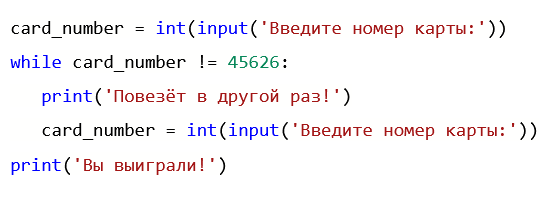 card_number = int(input('Введите номер карты:'))
while card_number != 45626:
   print('Повезёт в другой раз!')
   card_number = int(input('Введите номер карты:'))
print('Вы выиграли!')